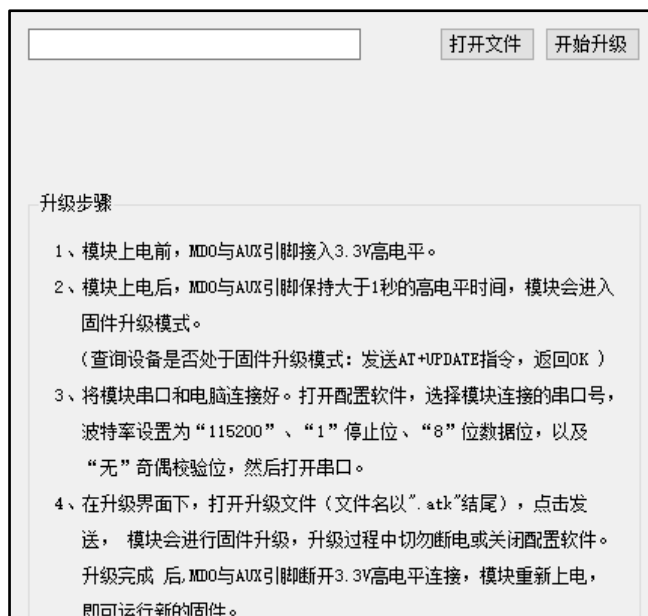 打开文件 开始升级
升级步骤
1、模块上电前，MD0与AUX引脚接入3.3V高电平。
2、模块上电后，MD0与AUX引脚保持大于1秒的高电平时间，模块会进入
固件升级模式。
（查询设备是否处于固件升级模式：发送AT+UPDATE指令，返回OK ）
3、将模块串口和电脑连接好。打开配置软件，选择模块连接的串口号，
波特率设置为“115200”、“1”停止位、“8”位数据位，以及
“无”奇偶校验位，然后打开串口。
4、在升级界面下，打开升级文件（文件名以”.atk”结尾），点击发
送， 模块会进行固件升级，升级过程中切勿断电或关闭配置软件。
升级完成 后,MD0与AUX引脚断开3.3V高电平连接，模块重新上电，
即可运行新的固件。